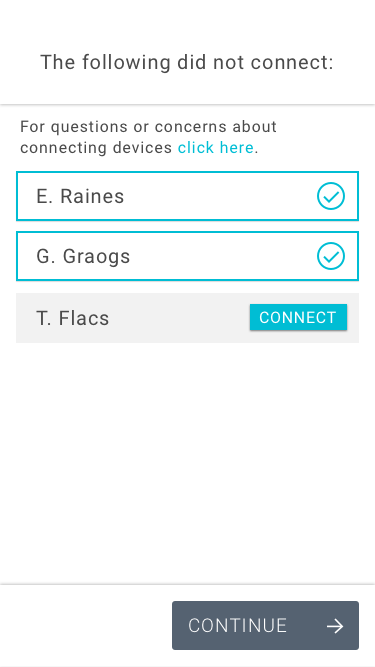 The following did not connect:
For questions or concerns about
connecting devices click here.
E. Raines
G. Graogs
T. Flacs
CONNECT
CONTINUE